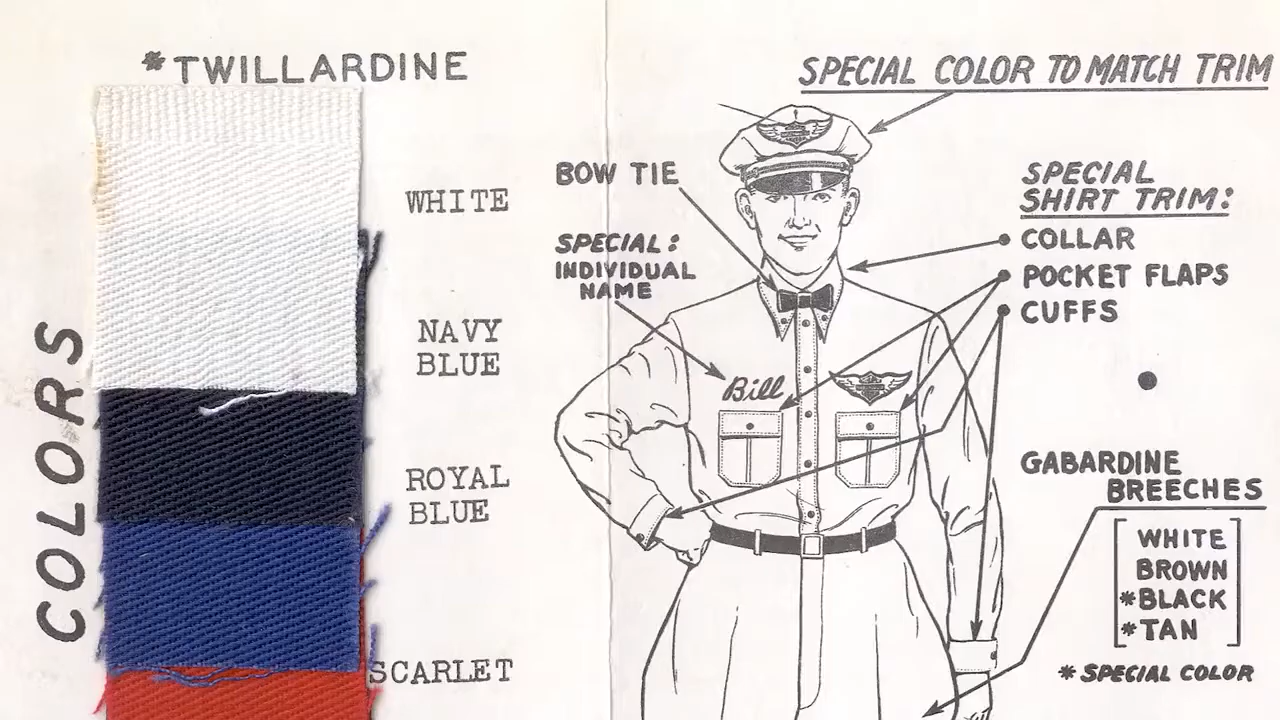 *TWILLARDINE
COLORS
WHITE
NAVY
BLUE
ROYAL
BLUE
SCARLET
SPECIAL COLOR TO MATCH TRIM
BOW TIE
SPECIAL:
INDIVIDUAL
NAME
Bill
SPECIAL
SHIRT TRIM:
COLLAR
POCKET FLAPS
CUFFS
GABARDINE
BREECHES
WHITE
BROWN
*BLACK
*TAN
*SPECIAL COLOR